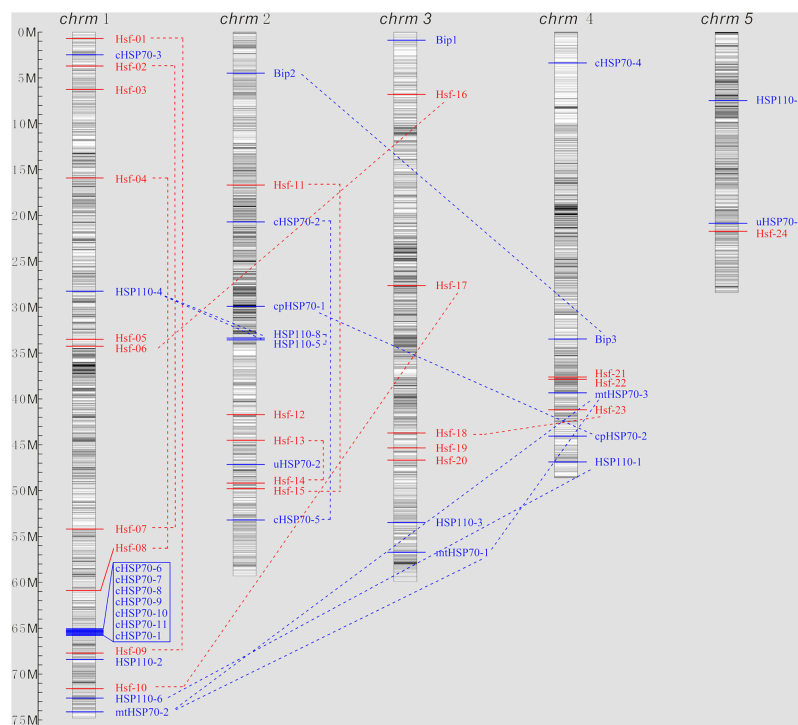 chrm 1
chrm 2
chrm 3
chrm 4
chrm 5
0M
5M
10M
15M
20M
25M
30M
35M
40M
45M
50M
55M
60M
65M
70M
75M
Hsf-01
cHSP70-3
Hsf-02
Hsf-03
Hsf-04
HSP110-4
Hsf-05
Hsf-06
Hsf-07
Hsf-08
cHSP70-6
cHSP70-7
cHSP70-8
cHSP70-9
cHSP70-10
cHSP70-11
cHSP70-1
Hsf-09
HSP110-2
Hsf-10
HSP110-6
mtHSP70-2
Bip2
Hsf-11
cHSP70-2
cpHSP70-1
HSP110-8
HSP110-5
Hsf-12
Hsf-13
uHSP70-2
Hsf-14
Hsf-15
cHSP70-5
Bip1
Hsf-16
Hsf-17
Hsf-18
Hsf-19
Hsf-20
HSP110-3
mtHSP70-1
cHSP70-4
Bip3
Hsf-21
Hsf-22
mtHSP70-3
Hsf-23
cpHSP70-2
HSP110-1
HSP110-
uHSP70-
Hsf-24